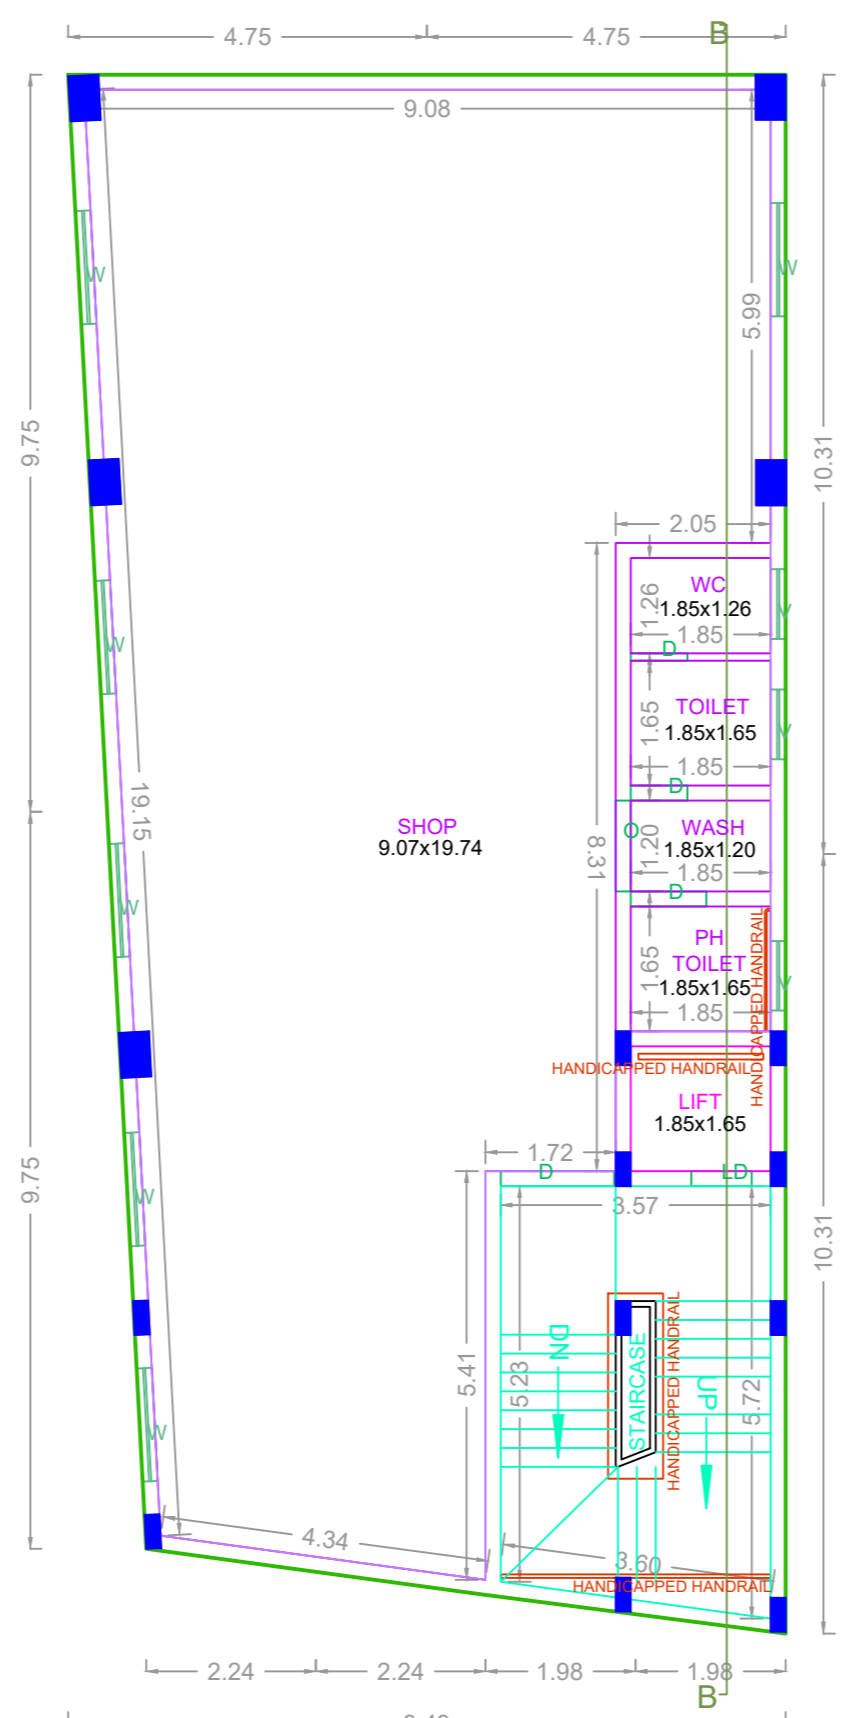 B
4.75
4.75
9.08
W
W
5.99
9.75
10.31
2.05
WC
1.85x1.26
1.26
1.85
V
D
W
TOILET
1.85x1.65
1.65
1.85
V
D
19.15
SHOP
9.07x19.74
8.31
O
WASH
1.85x1.20
1.20
1.85
D
W
PH
TOILET
1.85x1.65
1.65
1.85
V
HANDICAPPED HANDRAIL
HANDICAPPED HANDRAIL
LIFT
1.85x1.65
1.72
D
LD
3.57
9.75
W
10.31
DN
STAIRCASE
HANDICAPPED HANDRAIL
UP
5.41
5.23
5.72
W
4.34
3.60
HANDICAPPED HANDRAIL
2.24
2.24
1.98
1.98
B